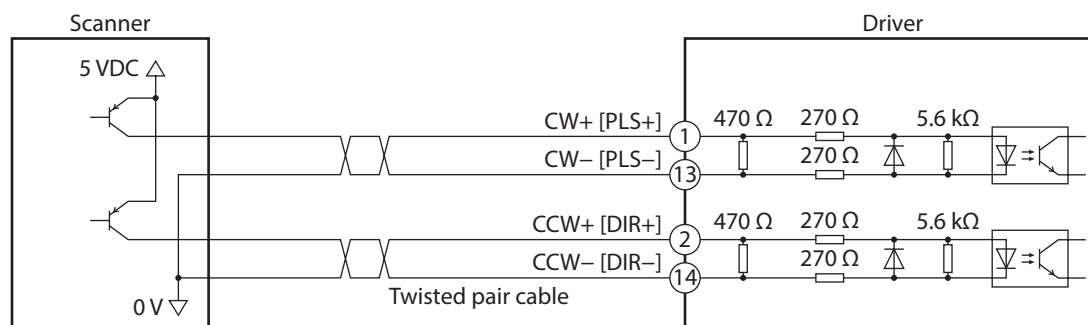 Scanner
Driver
5 VDC
CW+ [PLS+]
1
470 Ω
270 Ω
5.6 kΩ
CW− [PLS−]
13
270 Ω
CCW+ [DIR+]
2
470 Ω
270 Ω
5.6 kΩ
CCW− [DIR−]
14
270 Ω
0 V
Twisted pair cable